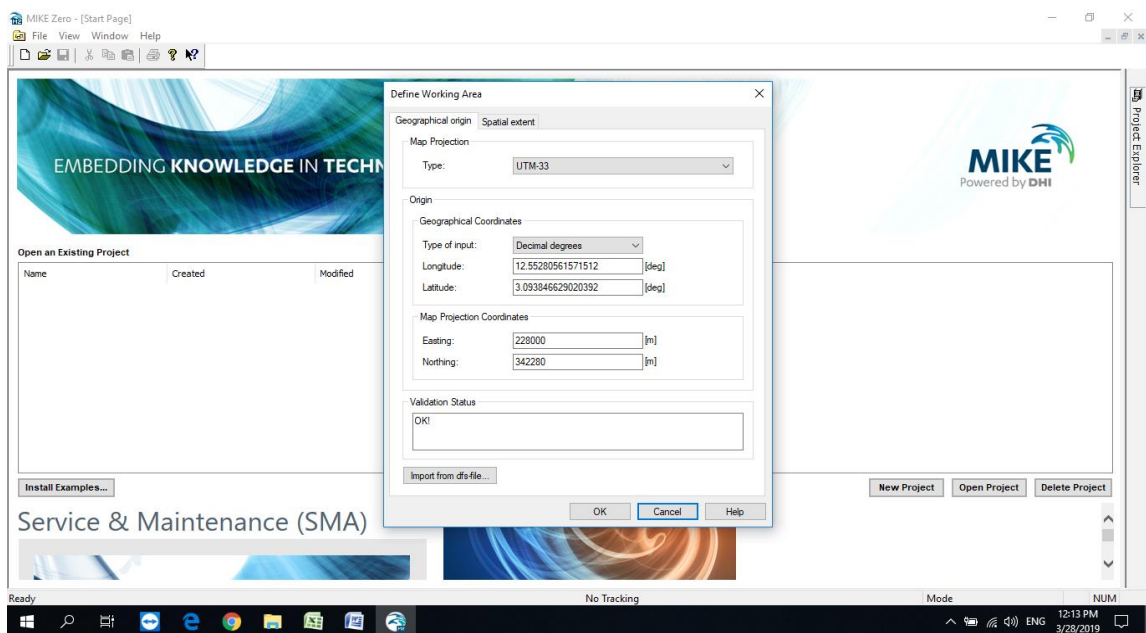 MIKE Zero - [Start Page]
File View Window Help
EMBEDDING KNOWLEDGE IN TECHN
MIKE
Powered by DHI
Project Explorer
Open an Existing Project
Name Created Modified
Define Working Area
Geographical origin Spatial extent
Map Projection
Type: UTM-33
Origin
Geographical Coordinates
Type of input: Decimal degrees
Longitude: 12.55280561571512 [deg]
Latitude: 3.093846629020392 [deg]
Map Projection Coordinates
Easting: 228000 [m]
Northing: 342280 [m]
Validation Status
OK!
Import from dfs-file...
OK Cancel Help
Install Examples... New Project Open Project Delete Project
Service & Maintenance (SMA)
Ready No Tracking Mode NUM
ENG 12:13 PM
3/28/2019